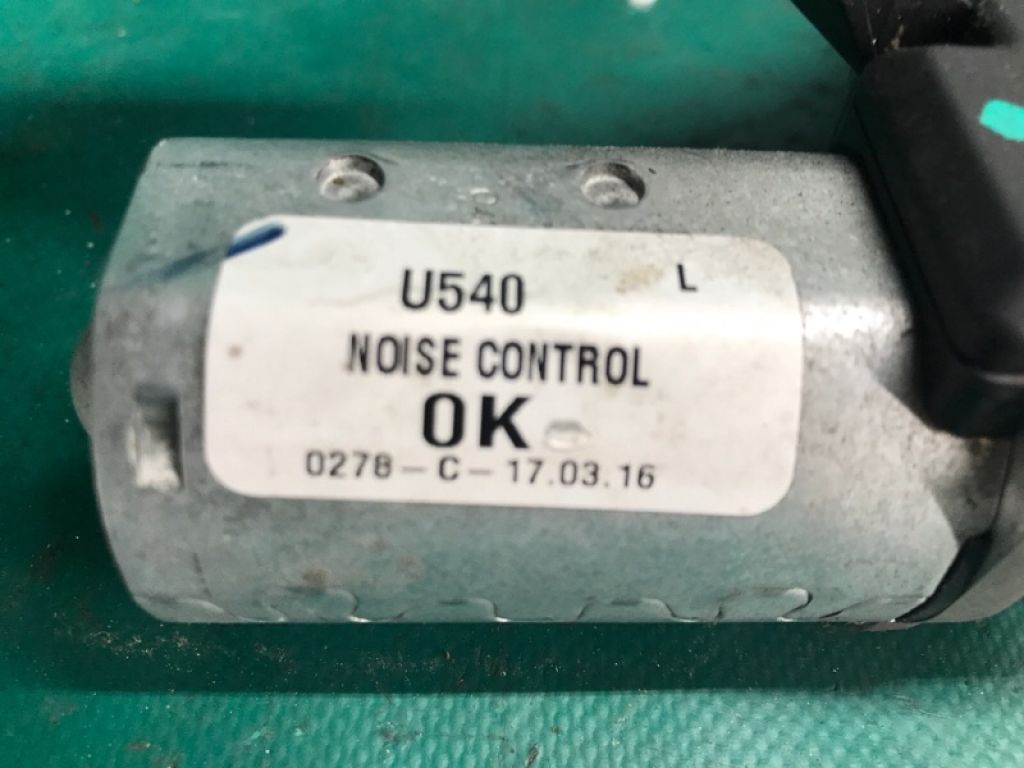 U540 L
NOISE CONTROL
OK
0278-C-17.03.16